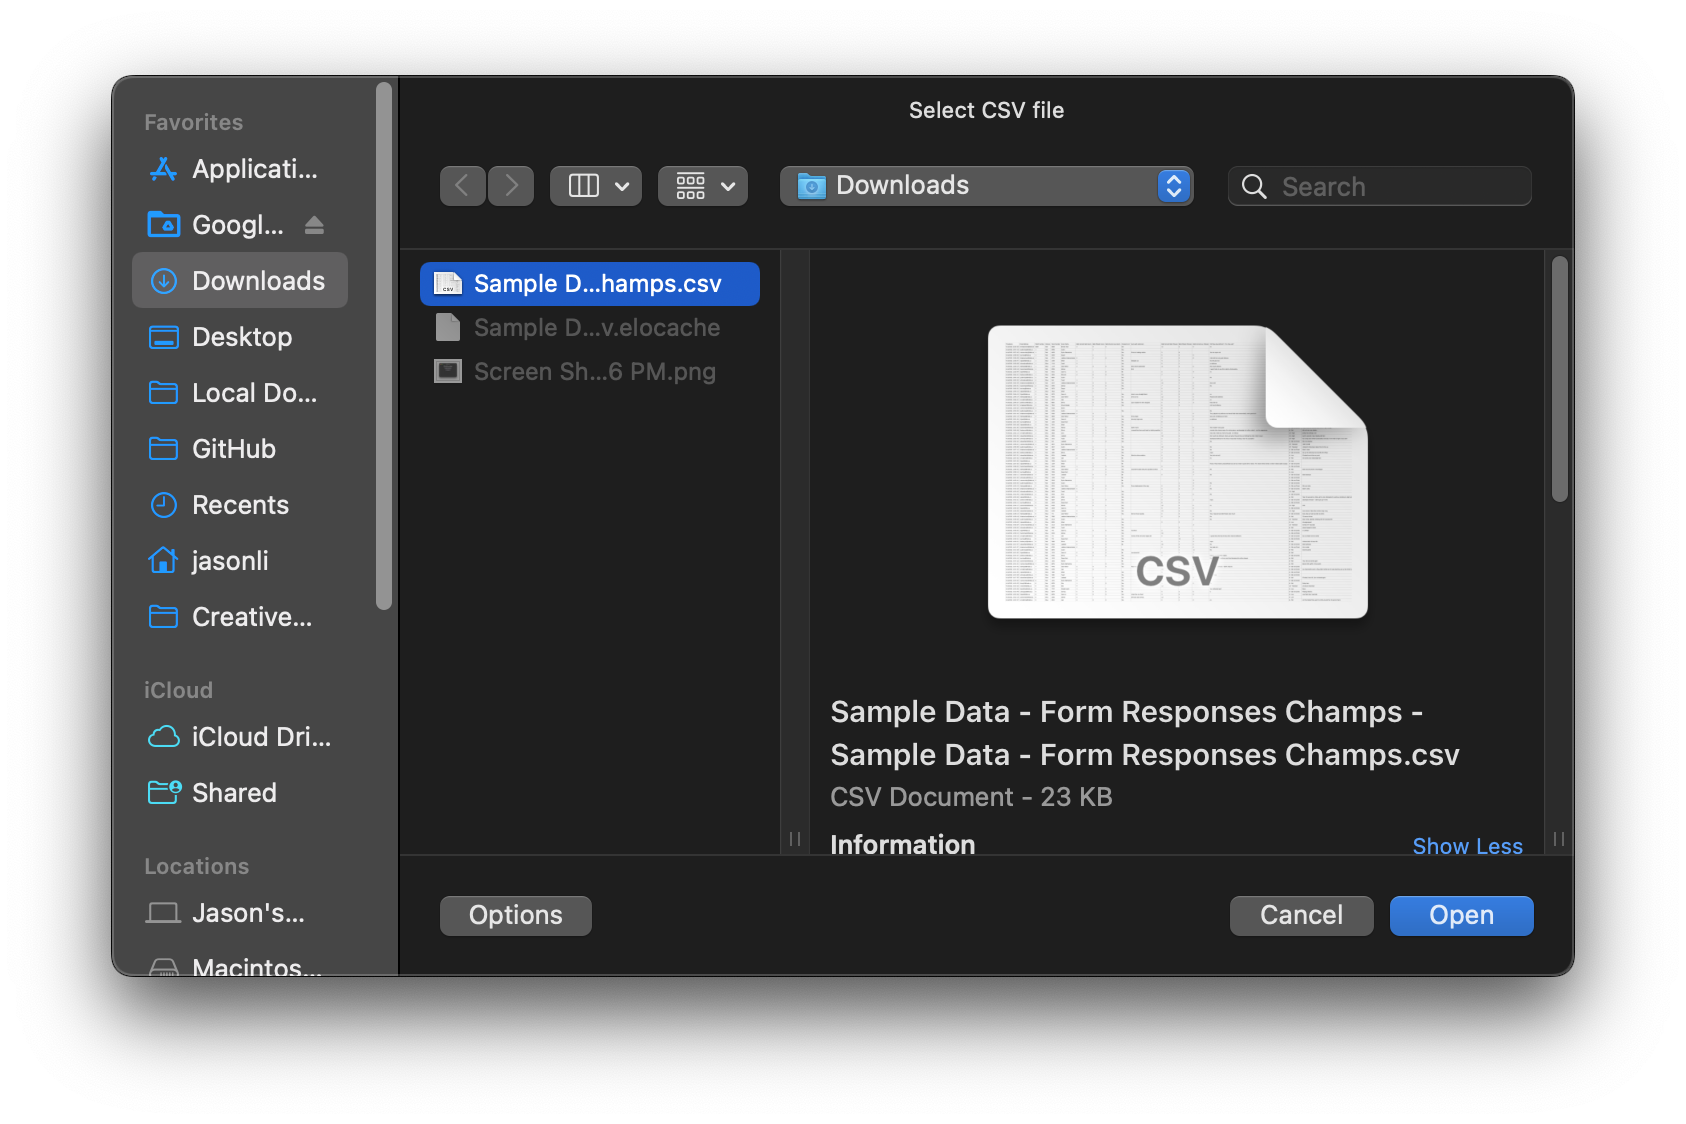 Select CSV file
Favorites
Applicati...
Googl...
Downloads
Desktop
Local Do...
GitHub
Recents
jasonli
Creative...
iCloud
iCloud Dri...
Shared
Locations
Jason's...
Macintos...
Downloads
Search
Sample D...hamps.csv
Sample D...v.elocache
Screen Sh...6 PM.png
CSV
Sample Data - Form Responses Champs -
Sample Data - Form Responses Champs.csv
CSV Document - 23 KB
Information
Show Less
Options
Cancel
Open